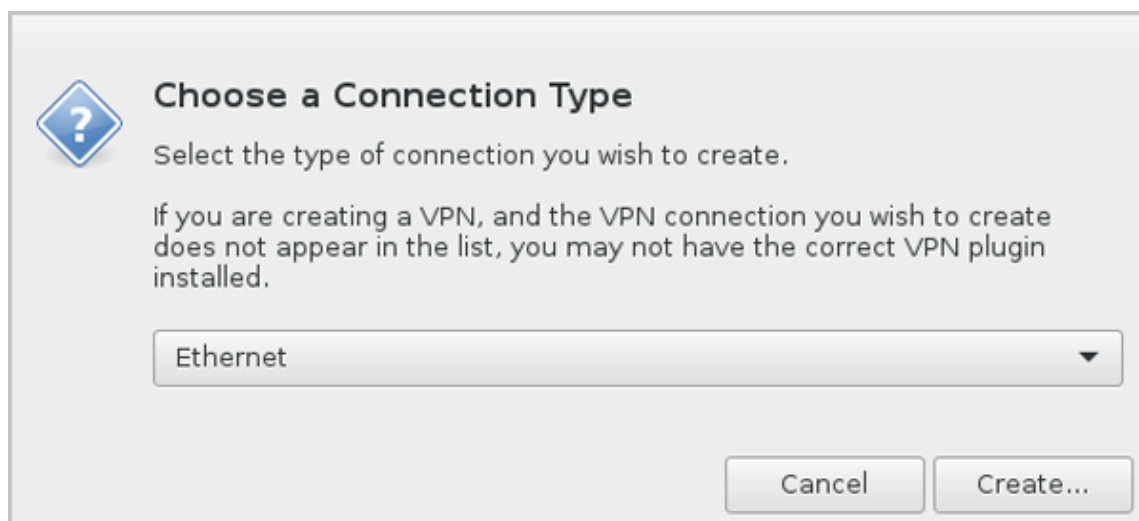 ?
Choose a Connection Type
Select the type of connection you wish to create.
If you are creating a VPN, and the VPN connection you wish to create
does not appear in the list, you may not have the correct VPN plugin
installed.
Ethernet
Cancel Create...